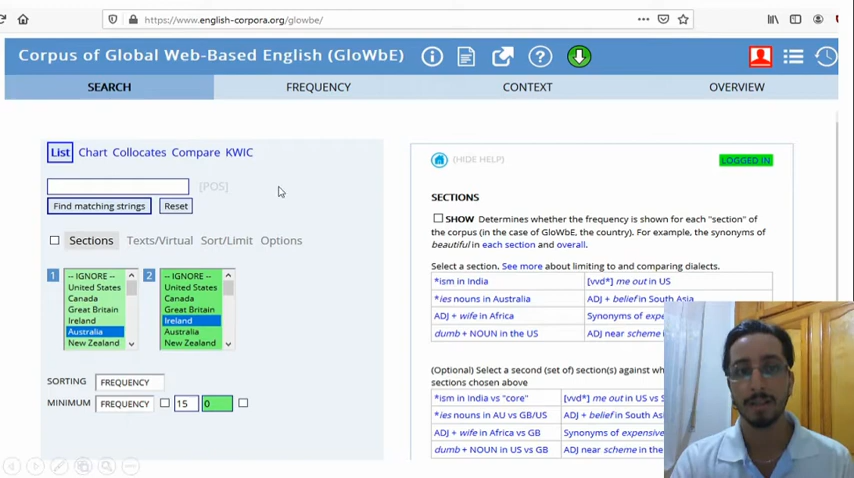 https://www.english-corpora.org/glowbe/
Corpus of Global Web-Based English (GloWbE)
SEARCH FREQUENCY CONTEXT OVERVIEW
List Chart Collocates Compare KWIC
[POS]
Find matching strings Reset
Sections Texts/Virtual Sort/Limit Options
1 -- IGNORE -- 2 -- IGNORE --
United States United States
Canada Canada
Great Britain Great Britain
Ireland Ireland
Australia Australia
New Zealand New Zealand
SORTING FREQUENCY
MINIMUM FREQUENCY 15 0
(HIDE HELP) LOGGED IN
SECTIONS
SHOW Determines whether the frequency is shown for each "section" of
the corpus (in the case of GloWbE, the country). For example, the synonyms of
beautiful in each section and overall.
Select a section. See more about limiting to and comparing dialects.
*ism in India [vvd*] me out in US
*ies nouns in Australia ADJ + belief in South Asia
ADJ + wife in Africa Synonyms of
dumb + NOUN in the US ADJ near scheme in
(Optional) Select a second (set of) section(s) against
sections chosen above
*ism in India vs "core" [vvd*] me out in US vs
*ies nouns in AU vs GB/US ADJ + belief in South
ADJ + wife in Africa vs GB Synonyms of expensive
dumb + NOUN in US vs GB ADJ near scheme in the